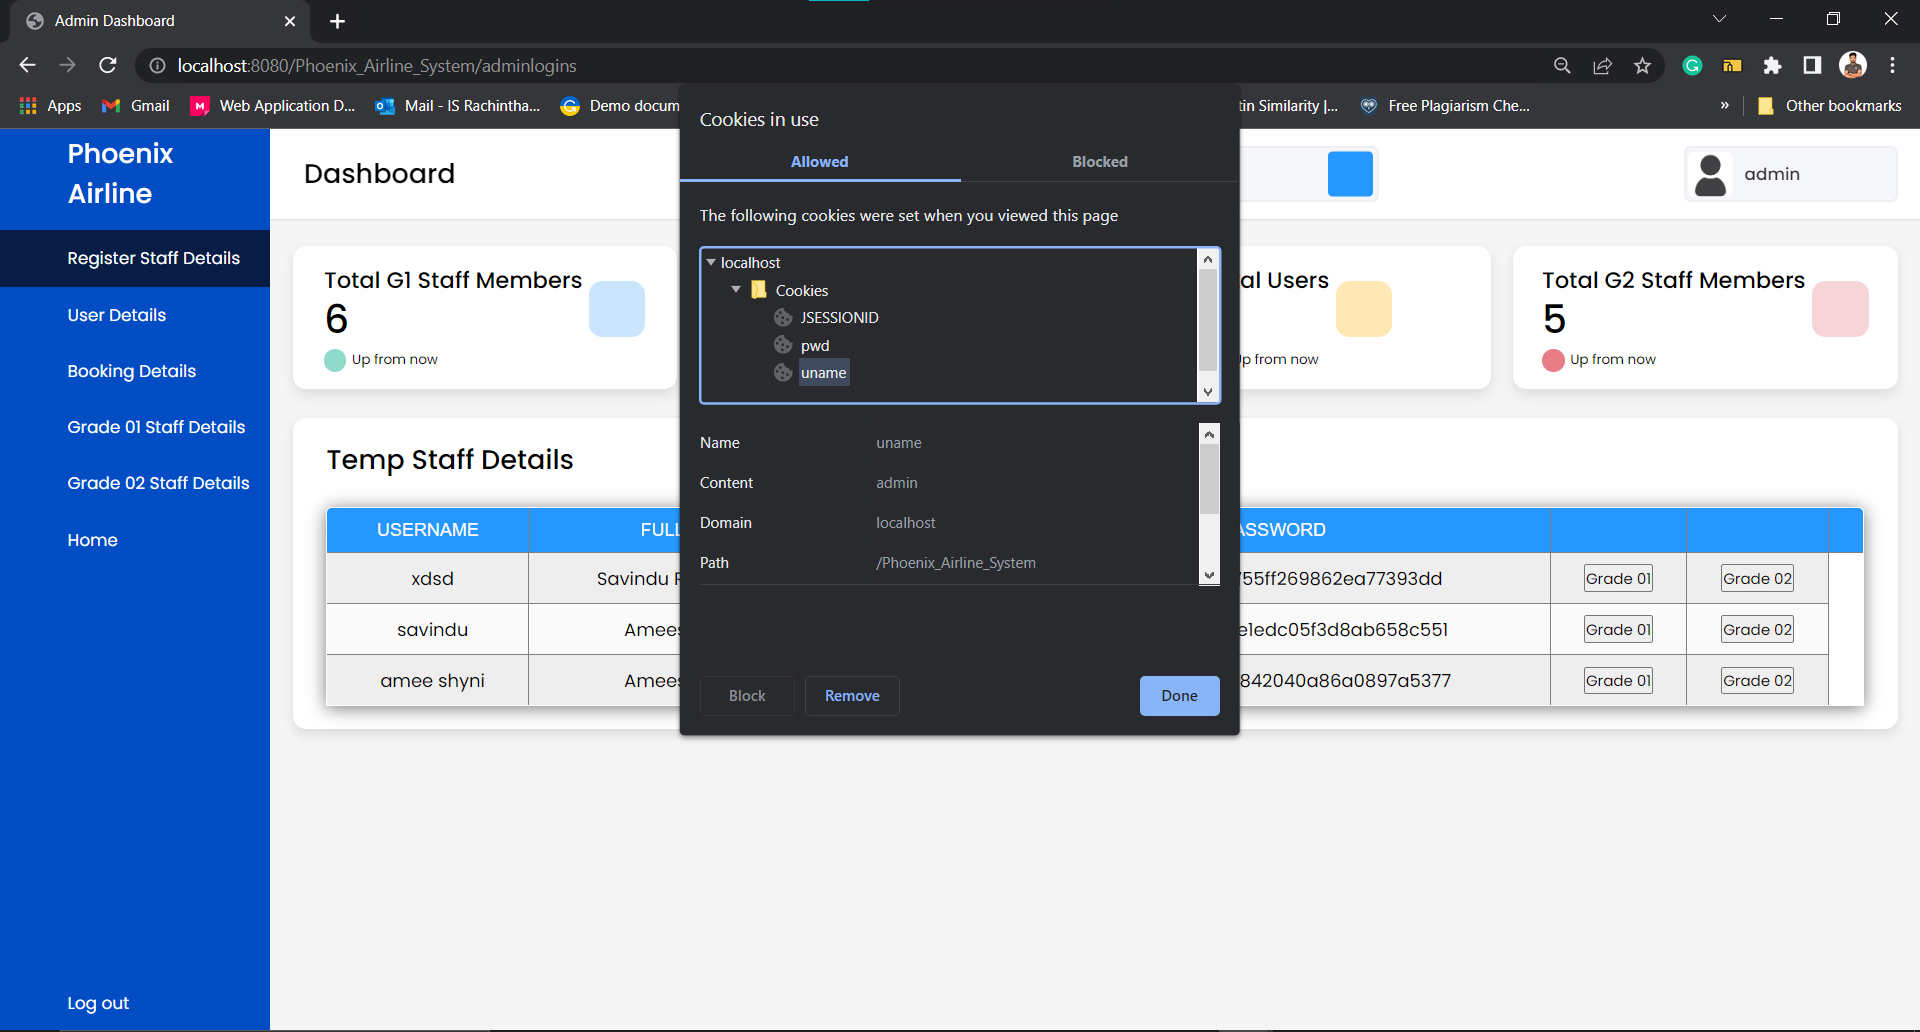 Admin Dashboard
localhost:8080/Phoenix_Airline_System/adminlogins
Apps
Gmail
Web Application D...
Mail - IS Rachintha...
Demo docum
tin Similarity |...
Free Plagiarism Che...
»
Other bookmarks
Phoenix
Airline
Register Staff Details
User Details
Booking Details
Grade 01 Staff Details
Grade 02 Staff Details
Home
Log out
Dashboard
admin
Total G1 Staff Members
6
Up from now
al Users
Up from now
Total G2 Staff Members
5
Up from now
Temp Staff Details
USERNAME FULL ASSWORD
xdsd Savindu R 755ff269862ea77393dd Grade 01 Grade 02
savindu Amees e1edc05f3d8ab658c551 Grade 01 Grade 02
amee shyni Amees 842040a86a0897a5377 Grade 01 Grade 02
Cookies in use
Allowed Blocked
The following cookies were set when you viewed this page
localhost
Cookies
JSESSIONID
pwd
uname
Name uname
Content admin
Domain localhost
Path /Phoenix_Airline_System
Block Remove Done